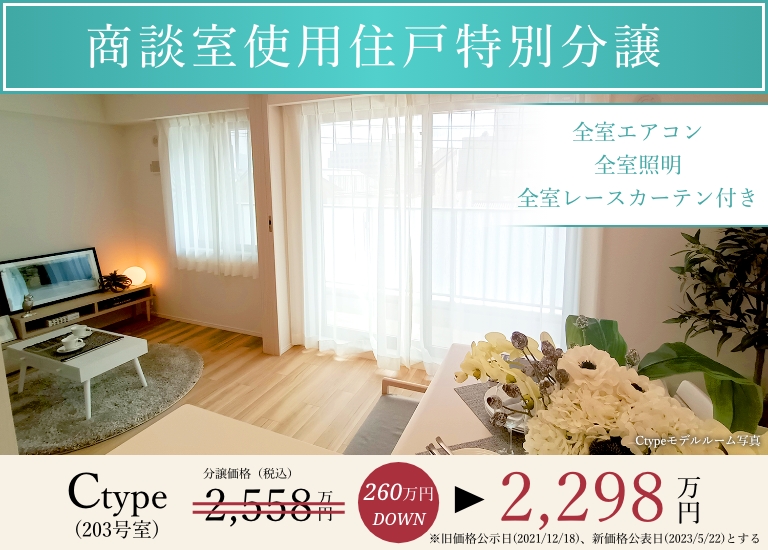 商談室使用住戸特別分譲
全室エアコン
全室照明
全室レースカーテン付き
Ctypeモデルルーム写真
Ctype
(203号室)
分譲価格（税込）
2,558万円
260万円
DOWN
▶2,298万円
※旧価格公示日(2021/12/18)、新価格公表日(2023/5/22)とする